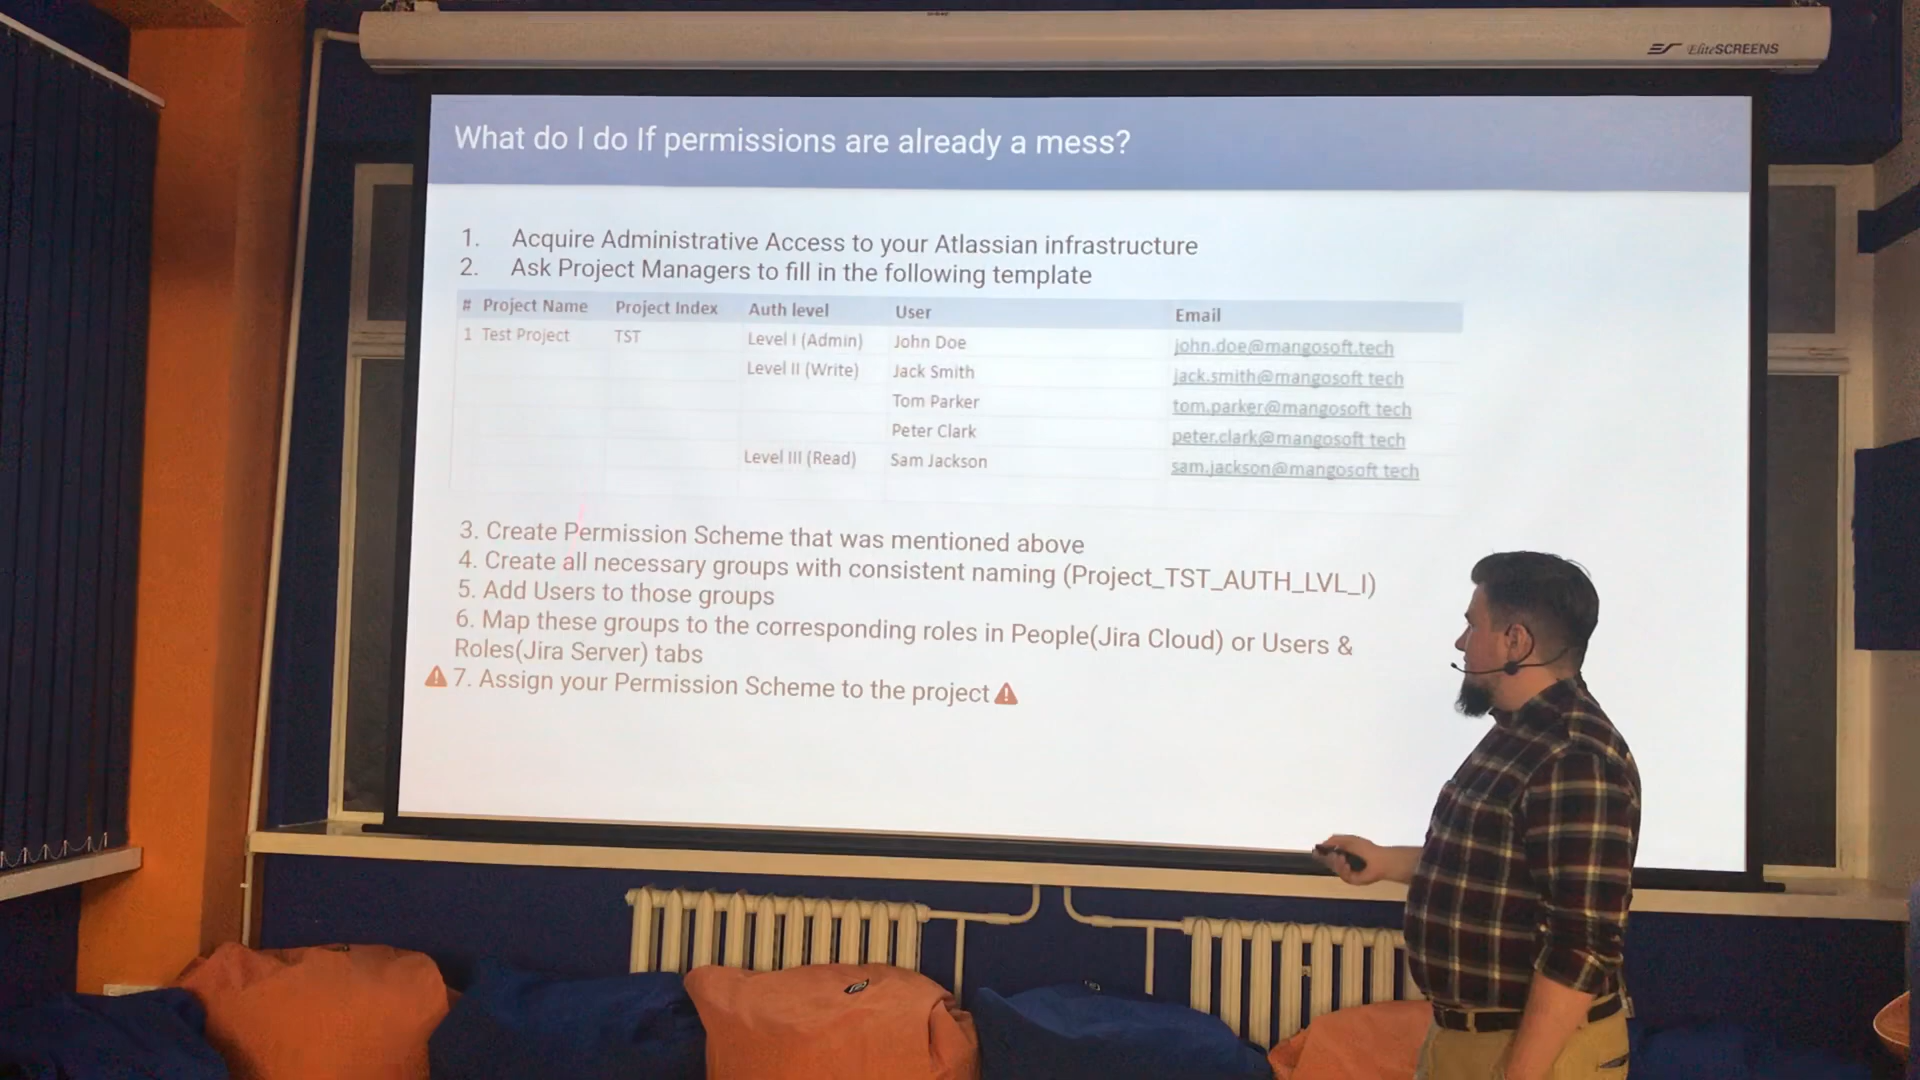 EliteSCREENS
What do I do If permissions are already a mess?
1. Acquire Administrative Access to your Atlassian infrastructure
2. Ask Project Managers to fill in the following template
# Project Name Project Index Auth level User Email
1 Test Project TST Level I (Admin) John Doe john.doe@mangosoft.tech
Level II (Write) Jack Smith jack.smith@mangosoft tech
Tom Parker tom.parker@mangosoft tech
Peter Clark peter.clark@mangosoft tech
Level III (Read) Sam Jackson sam.jackson@mangosoft tech
3. Create Permission Scheme that was mentioned above
4. Create all necessary groups with consistent naming (Project_TST_AUTH_LVL_I)
5. Add Users to those groups
6. Map these groups to the corresponding roles in People(Jira Cloud) or Users &
Roles(Jira Server) tabs
7. Assign your Permission Scheme to the project